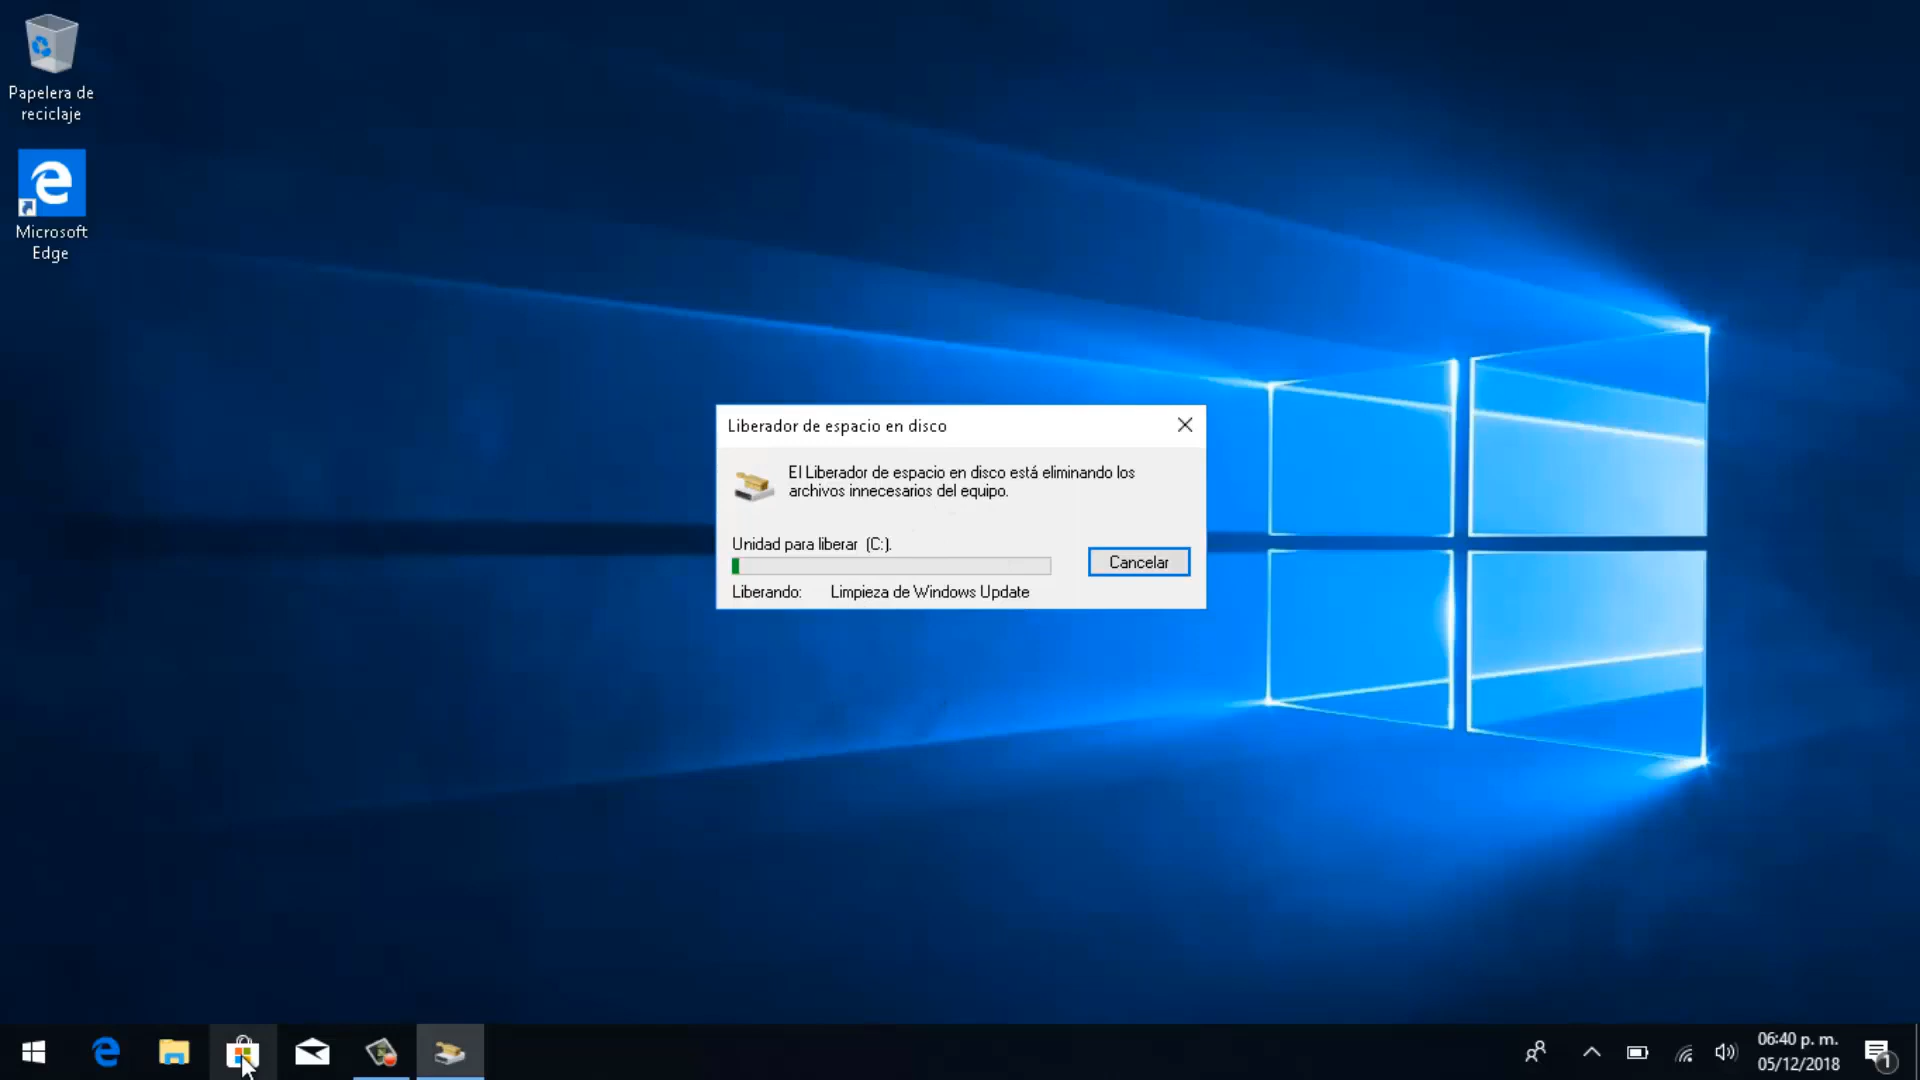 Papelera de
reciclaje
Microsoft
Edge
Liberador de espacio en disco
El Liberador de espacio en disco está eliminando los
archivos innecesarios del equipo.
Unidad para liberar (C:).
Cancelar
Liberando: Limpieza de Windows Update
06:40 p. m.
05/12/2018
1